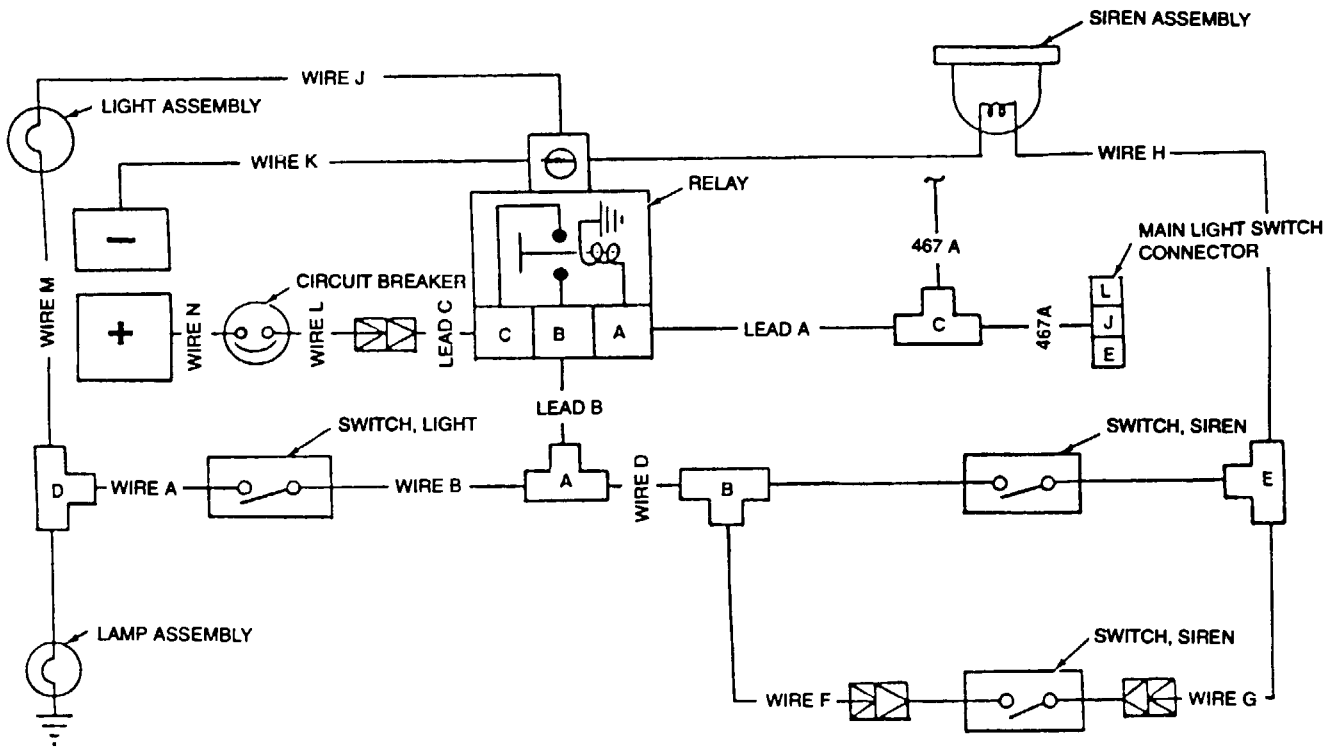 SIREN ASSEMBLY
WIRE J
LIGHT ASSEMBLY
WIRE K
WIRE H
RELAY
467 A
MAIN LIGHT SWITCH
CONNECTOR
−
CIRCUIT BREAKER
WIRE M
+
WIRE N
WIRE L
LEAD C
C
B
A
LEAD A
C
467A
L
J
E
LEAD B
SWITCH, LIGHT
SWITCH, SIREN
D
WIRE A
WIRE B
A
WIRE D
B
E
LAMP ASSEMBLY
SWITCH, SIREN
WIRE F
WIRE G